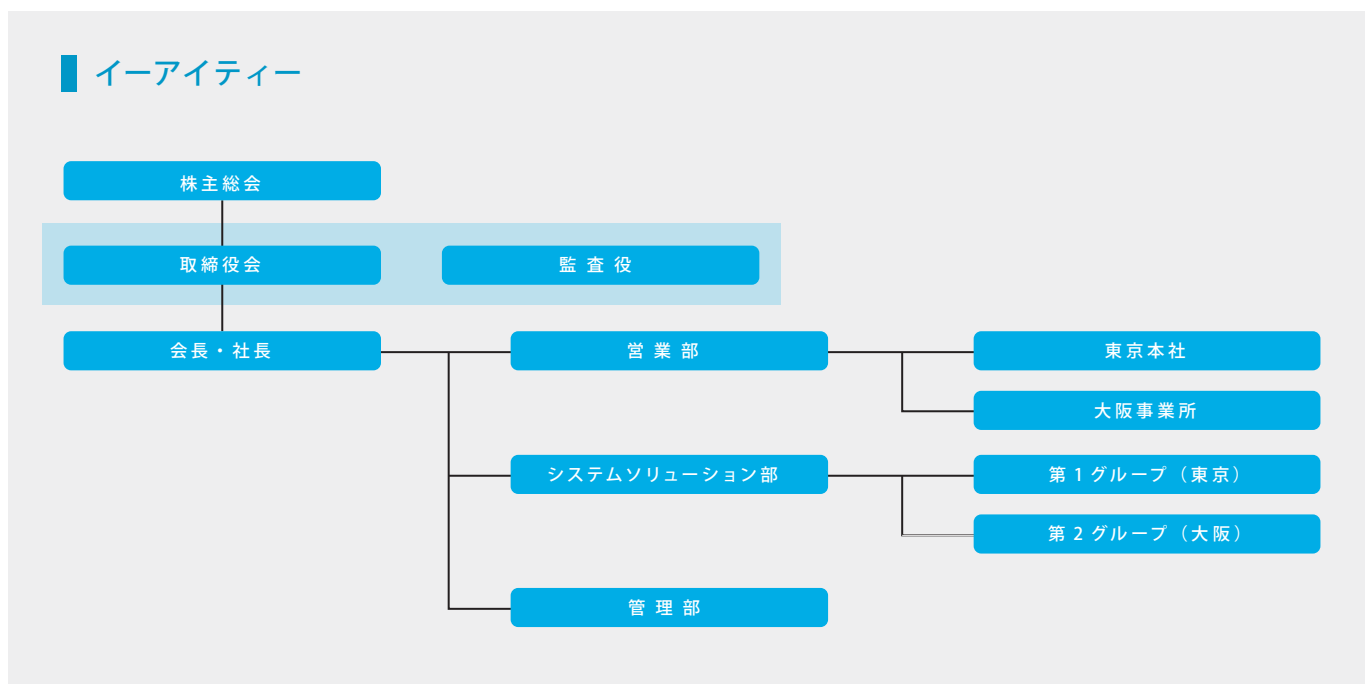 イーアイティー
株主総会
取締役会
監査役
会長・社長
営業部
東京本社
大阪事業所
システムソリューション部
第1グループ（東京）
第2グループ（大阪）
管理部